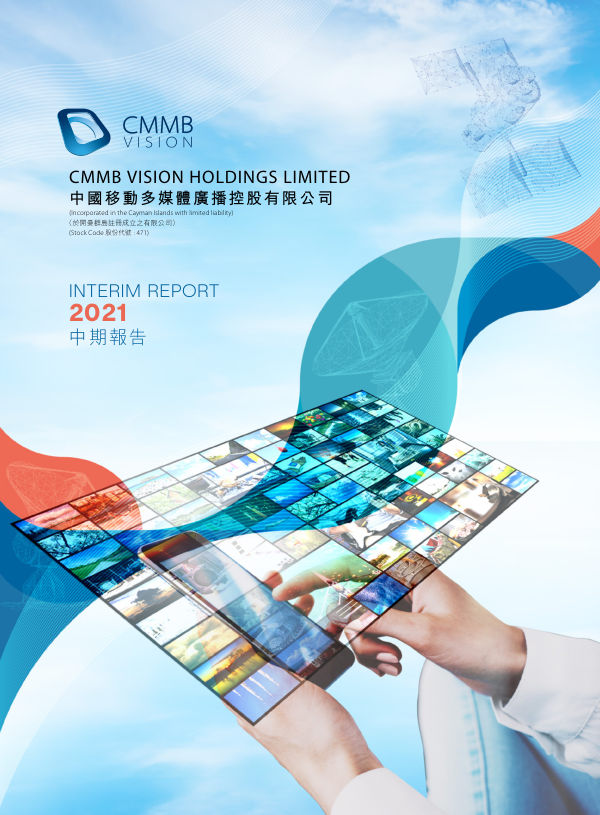 CMMB
VISION
CMMB VISION HOLDINGS LIMITED
中國移動多媒體廣播控股有限公司
(Incorporated in the Cayman Islands with limited liability)
(於開曼群島註冊成立之有限公司)
(Stock Code 股份代號 : 471)
INTERIM REPORT
2021
中期報告